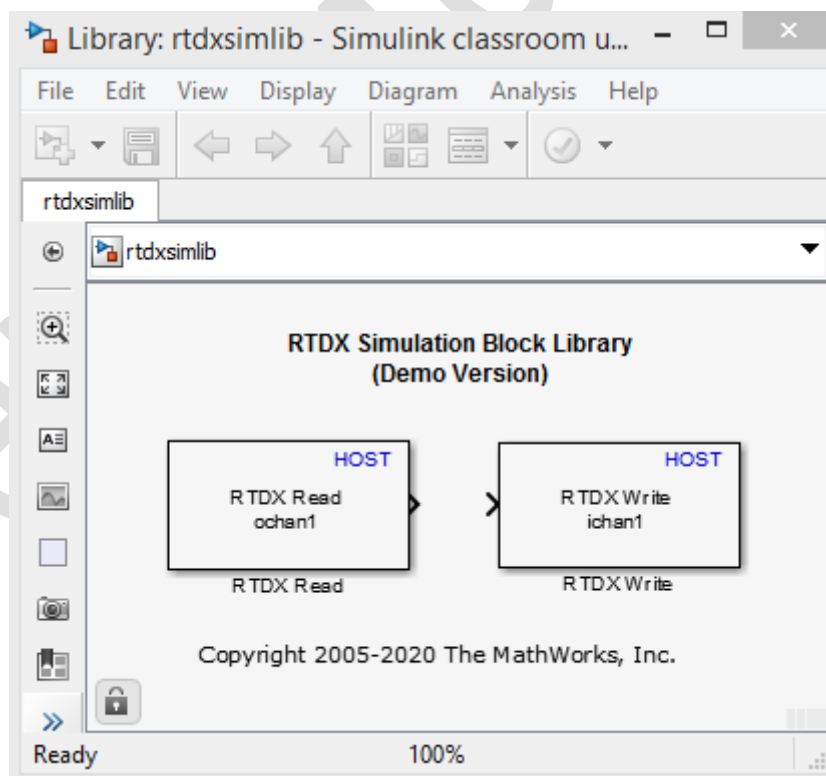 Library: rtdxsimlib - Simulink classroom u...
File Edit View Display Diagram Analysis Help
rtdxsimlib
rtdxsimlib
RTDX Simulation Block Library
(Demo Version)
HOST
RTDX Read
ochan1
RTDX Read
HOST
RTDX Write
ichan1
RTDX Write
Copyright 2005-2020 The MathWorks, Inc.
Ready 100%